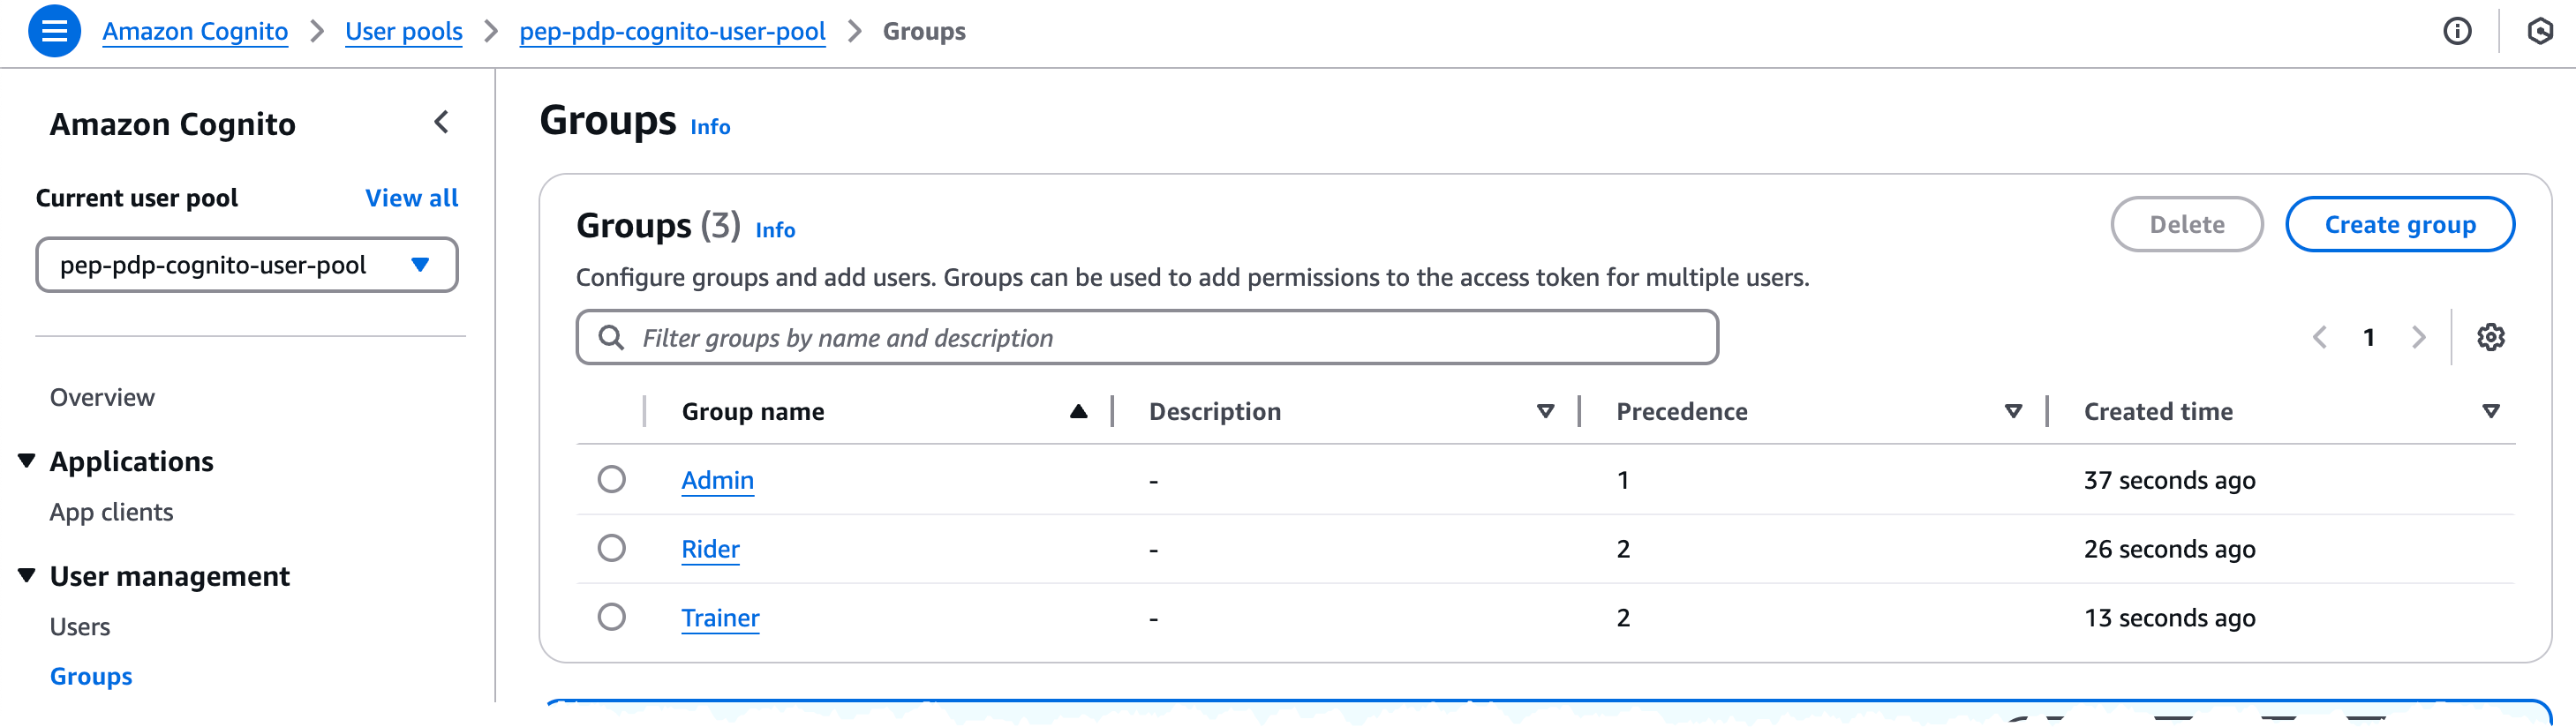 Amazon Cognito > User pools > pep-pdp-cognito-user-pool > Groups
Amazon Cognito
Current user pool View all
pep-pdp-cognito-user-pool
Overview
Applications
App clients
User management
Users
Groups
Groups Info
Groups (3) Info
Delete Create group
Configure groups and add users. Groups can be used to add permissions to the access token for multiple users.
Filter groups by name and description
1
Group name Description Precedence Created time
Admin - 1 37 seconds ago
Rider - 2 26 seconds ago
Trainer - 2 13 seconds ago